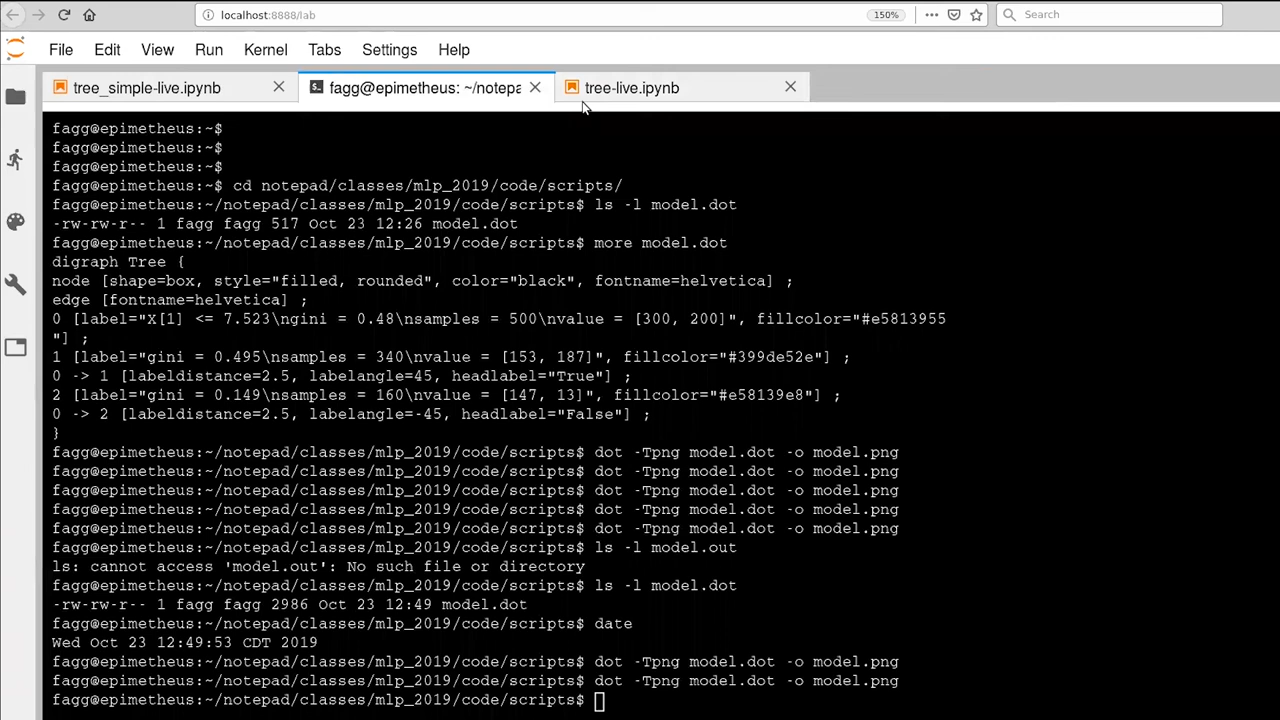 localhost:8888/lab
150%
Search
File Edit View Run Kernel Tabs Settings Help
tree_simple-live.ipynb
fagg@epimetheus: ~/notepa
tree-live.ipynb
fagg@epimetheus:~$
fagg@epimetheus:~$
fagg@epimetheus:~$
fagg@epimetheus:~$ cd notepad/classes/mlp_2019/code/scripts/
fagg@epimetheus:~/notepad/classes/mlp_2019/code/scripts$ ls -l model.dot
-rw-rw-r-- 1 fagg fagg 517 Oct 23 12:26 model.dot
fagg@epimetheus:~/notepad/classes/mlp_2019/code/scripts$ more model.dot
digraph Tree {
node [shape=box, style="filled, rounded", color="black", fontname=helvetica] ;
edge [fontname=helvetica] ;
0 [label="X[1] <= 7.523\ngini = 0.48\nsamples = 500\nvalue = [300, 200]", fillcolor="#e5813955
"] ;
1 [label="gini = 0.495\nsamples = 340\nvalue = [153, 187]", fillcolor="#399de52e"] ;
0 -> 1 [labeldistance=2.5, labelangle=45, headlabel="True"] ;
2 [label="gini = 0.149\nsamples = 160\nvalue = [147, 13]", fillcolor="#e58139e8"] ;
0 -> 2 [labeldistance=2.5, labelangle=-45, headlabel="False"] ;
}
fagg@epimetheus:~/notepad/classes/mlp_2019/code/scripts$ dot -Tpng model.dot -o model.png
fagg@epimetheus:~/notepad/classes/mlp_2019/code/scripts$ dot -Tpng model.dot -o model.png
fagg@epimetheus:~/notepad/classes/mlp_2019/code/scripts$ dot -Tpng model.dot -o model.png
fagg@epimetheus:~/notepad/classes/mlp_2019/code/scripts$ dot -Tpng model.dot -o model.png
fagg@epimetheus:~/notepad/classes/mlp_2019/code/scripts$ dot -Tpng model.dot -o model.png
fagg@epimetheus:~/notepad/classes/mlp_2019/code/scripts$ ls -l model.out
ls: cannot access 'model.out': No such file or directory
fagg@epimetheus:~/notepad/classes/mlp_2019/code/scripts$ ls -l model.dot
-rw-rw-r-- 1 fagg fagg 2986 Oct 23 12:49 model.dot
fagg@epimetheus:~/notepad/classes/mlp_2019/code/scripts$ date
Wed Oct 23 12:49:53 CDT 2019
fagg@epimetheus:~/notepad/classes/mlp_2019/code/scripts$ dot -Tpng model.dot -o model.png
fagg@epimetheus:~/notepad/classes/mlp_2019/code/scripts$ dot -Tpng model.dot -o model.png
fagg@epimetheus:~/notepad/classes/mlp_2019/code/scripts$